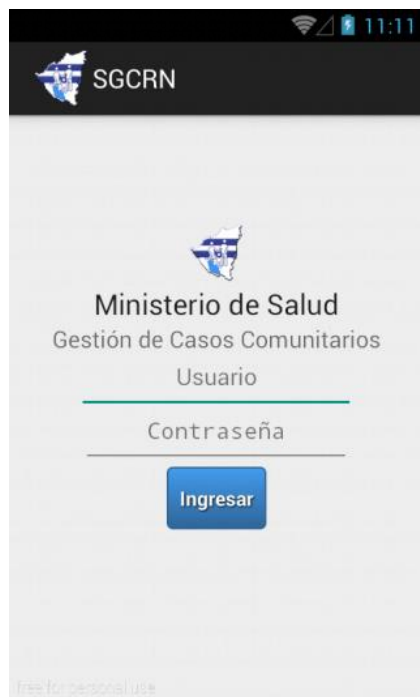 11:11
SGCRN
Ministerio de Salud
Gestión de Casos Comunitarios
Usuario
Contraseña
Ingresar
free for personal use